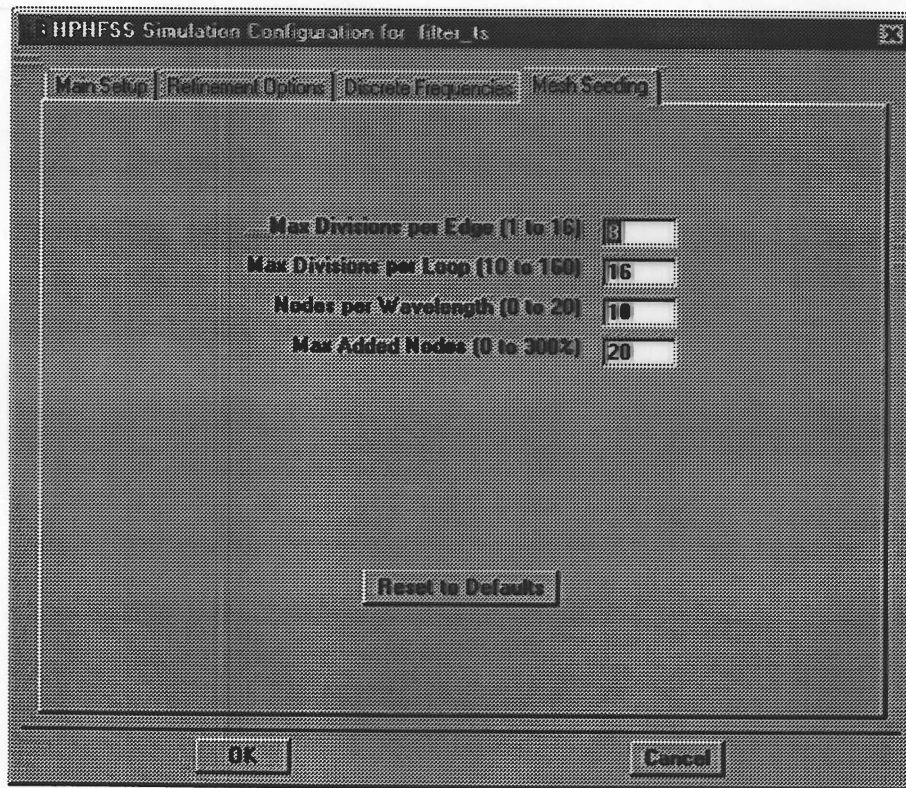 HPHFSS Simulation Configuration for filter_ts
Main Setup Refinement Options Discrete Frequencies Mesh Seeding
Max Divisions per Edge (1 to 16) 8
Max Divisions per Loop (10 to 160) 16
Nodes per Wavelength (0 to 20) 10
Max Added Nodes (0 to 300%) 20
Reset to Defaults
OK Cancel